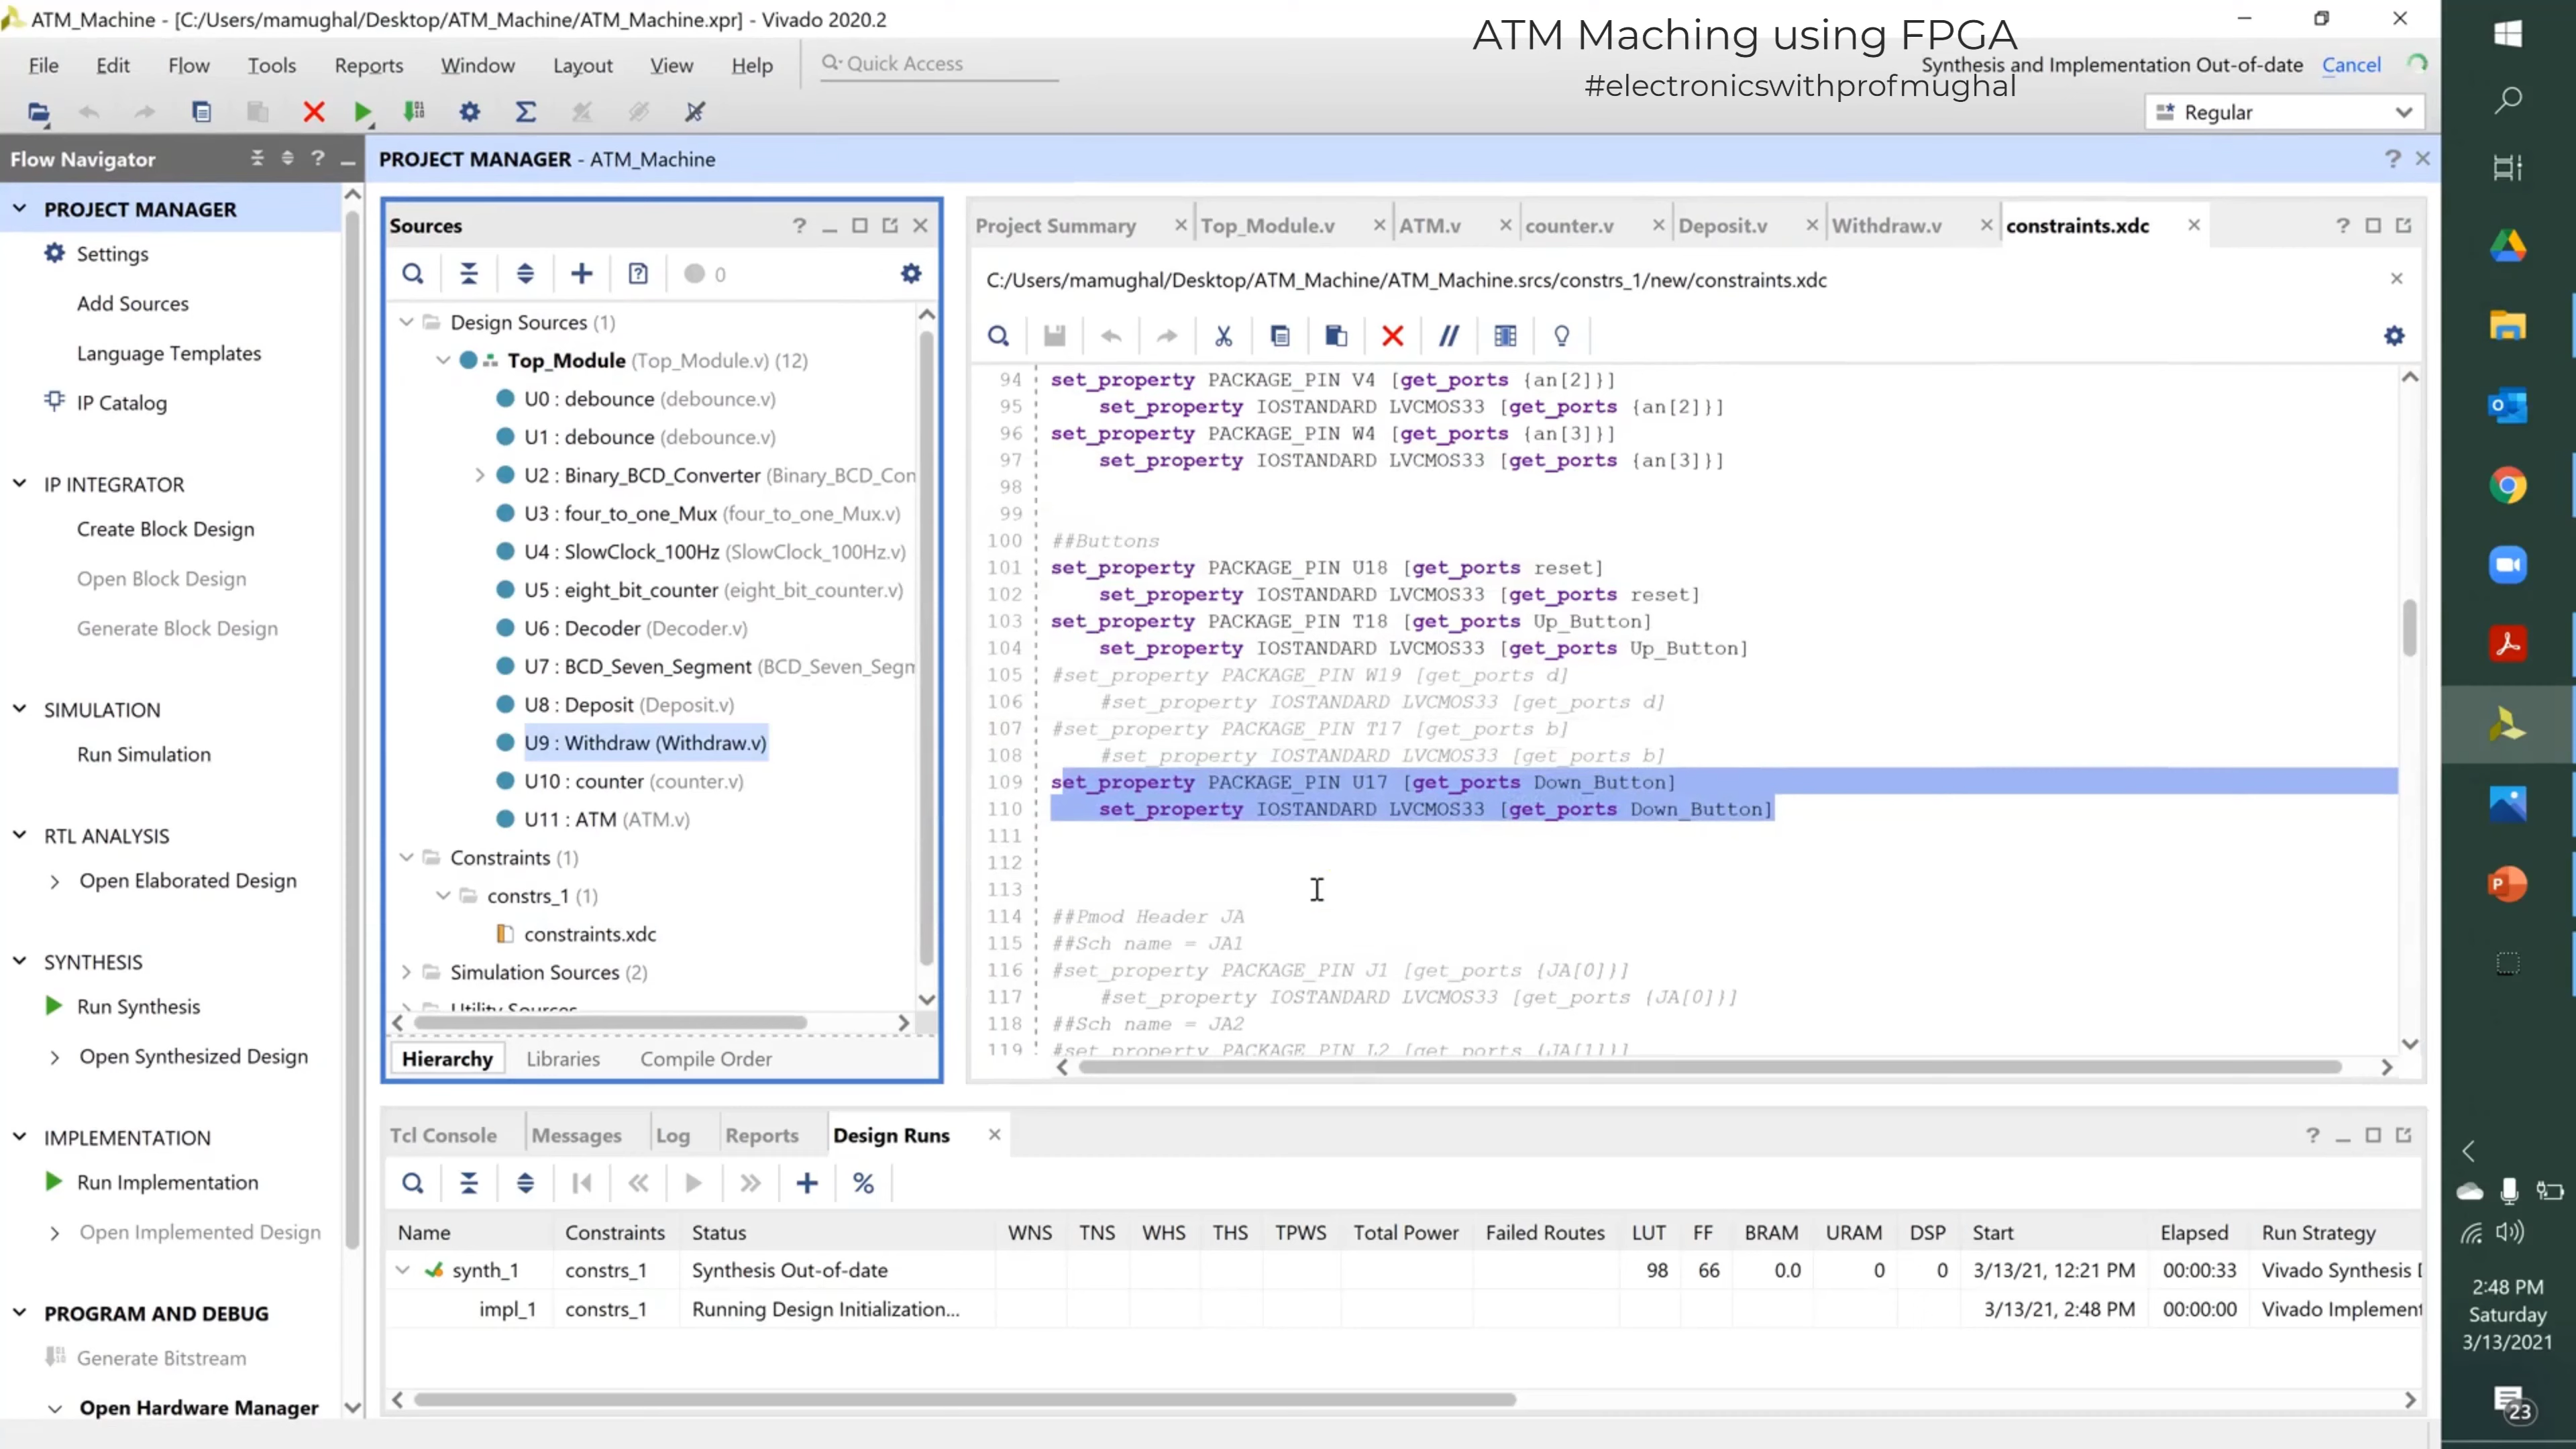 ATM_Machine - [C:/Users/mamughal/Desktop/ATM_Machine/ATM_Machine.xpr] - Vivado 2020.2
ATM Maching using FPGA
#electronicswithprofmughal
File Edit Flow Tools Reports Window Layout View Help Quick Access
Synthesis and Implementation Out-of-date Cancel
Regular
Flow Navigator
PROJECT MANAGER
Settings
Add Sources
Language Templates
IP Catalog
IP INTEGRATOR
Create Block Design
Open Block Design
Generate Block Design
SIMULATION
Run Simulation
RTL ANALYSIS
Open Elaborated Design
SYNTHESIS
Run Synthesis
Open Synthesized Design
IMPLEMENTATION
Run Implementation
Open Implemented Design
PROGRAM AND DEBUG
Generate Bitstream
Open Hardware Manager
PROJECT MANAGER - ATM_Machine
Sources
0
Design Sources (1)
Top_Module (Top_Module.v) (12)
U0 : debounce (debounce.v)
U1 : debounce (debounce.v)
U2 : Binary_BCD_Converter (Binary_BCD_Con
U3 : four_to_one_Mux (four_to_one_Mux.v)
U4 : SlowClock_100Hz (SlowClock_100Hz.v)
U5 : eight_bit_counter (eight_bit_counter.v)
U6 : Decoder (Decoder.v)
U7 : BCD_Seven_Segment (BCD_Seven_Segm
U8 : Deposit (Deposit.v)
U9 : Withdraw (Withdraw.v)
U10 : counter (counter.v)
U11 : ATM (ATM.v)
Constraints (1)
constrs_1 (1)
constraints.xdc
Simulation Sources (2)
Utility Sources
Hierarchy Libraries Compile Order
Project Summary Top_Module.v ATM.v counter.v Deposit.v Withdraw.v constraints.xdc
C:/Users/mamughal/Desktop/ATM_Machine/ATM_Machine.srcs/constrs_1/new/constraints.xdc
94 set_property PACKAGE_PIN V4 [get_ports {an[2]}]
95 set_property IOSTANDARD LVCMOS33 [get_ports {an[2]}]
96 set_property PACKAGE_PIN W4 [get_ports {an[3]}]
97 set_property IOSTANDARD LVCMOS33 [get_ports {an[3]}]
98
99
100 ##Buttons
101 set_property PACKAGE_PIN U18 [get_ports reset]
102 set_property IOSTANDARD LVCMOS33 [get_ports reset]
103 set_property PACKAGE_PIN T18 [get_ports Up_Button]
104 set_property IOSTANDARD LVCMOS33 [get_ports Up_Button]
105 #set_property PACKAGE_PIN W19 [get_ports d]
106 #set_property IOSTANDARD LVCMOS33 [get_ports d]
107 #set_property PACKAGE_PIN T17 [get_ports b]
108 #set_property IOSTANDARD LVCMOS33 [get_ports b]
109 set_property PACKAGE_PIN U17 [get_ports Down_Button]
110 set_property IOSTANDARD LVCMOS33 [get_ports Down_Button]
111
112
113
114 ##Pmod Header JA
115 ##Sch name = JA1
116 #set_property PACKAGE_PIN J1 [get_ports {JA[0]}]
117 #set_property IOSTANDARD LVCMOS33 [get_ports {JA[0]}]
118 ##Sch name = JA2
119 #set_property PACKAGE_PIN L2 [get_ports {JA[1]}]
Tcl Console Messages Log Reports Design Runs
Name Constraints Status WNS TNS WHS THS TPWS Total Power Failed Routes LUT FF BRAM URAM DSP Start Elapsed Run Strategy
synth_1 constrs_1 Synthesis Out-of-date 98 66 0.0 0 0 3/13/21, 12:21 PM 00:00:33 Vivado Synthesis D
impl_1 constrs_1 Running Design Initialization... 3/13/21, 2:48 PM 00:00:00 Vivado Implement
2:48 PM
Saturday
3/13/2021
23